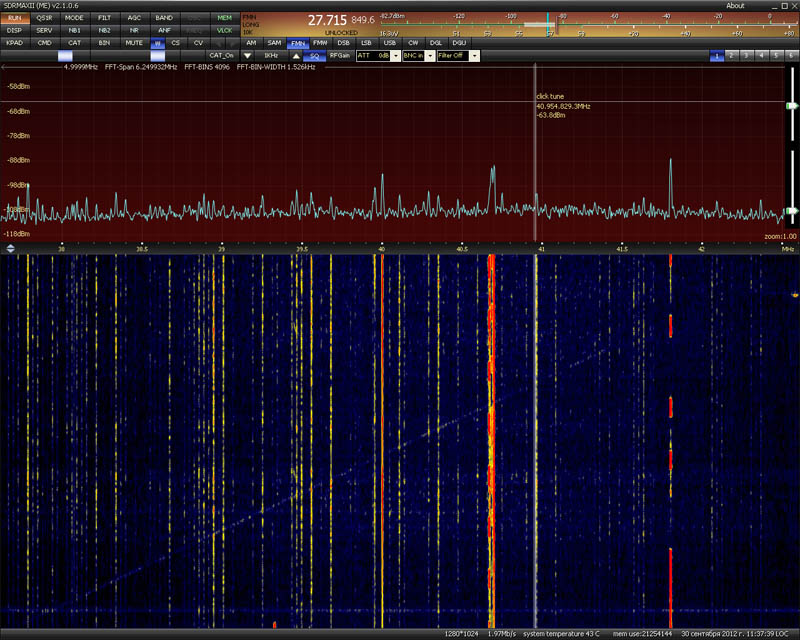 SDRMAXII (ME) v2.1.0.6 About
RUN QS1R MODE FILT AGC BAND MEM
DISP SERV NB1 NB2 NR ANF VLCK
KPAD CMD CAT BIN MUTE W CS CV
FMN
LONG
10K
27.715 849.6
UNLOCKED
-82.7dBm -120 -100 -80 -60 -40 -20 0
16.30uV S1 S3 S5 S7 S9 +20 +40 +60 +80
AM SAM FMN FMW DSB LSB USB CW DGL DGU
CAT_On 1KHz SQ RFGain ATT :0dB BNC in Filter Off
1 2 3 4 5 6
4.9999MHz FFT-Span 6.249932MHz FFT-BINS 4096 FFT-BIN-WIDTH 1.526kHz
-58dBm
click tune
40.954.829.3MHz
-63.8dBm
-68dBm
-78dBm
-88dBm
-98dBm
-108dBm
-118dBm
zoom:1.00
38 38.5 39 39.5 40 40.5 41 41.5 42 MHz
1280*1024 1.97Mb/s system temperature 43 C mem use:21254144 30 сентября 2012 г. 11:37:39 LOC